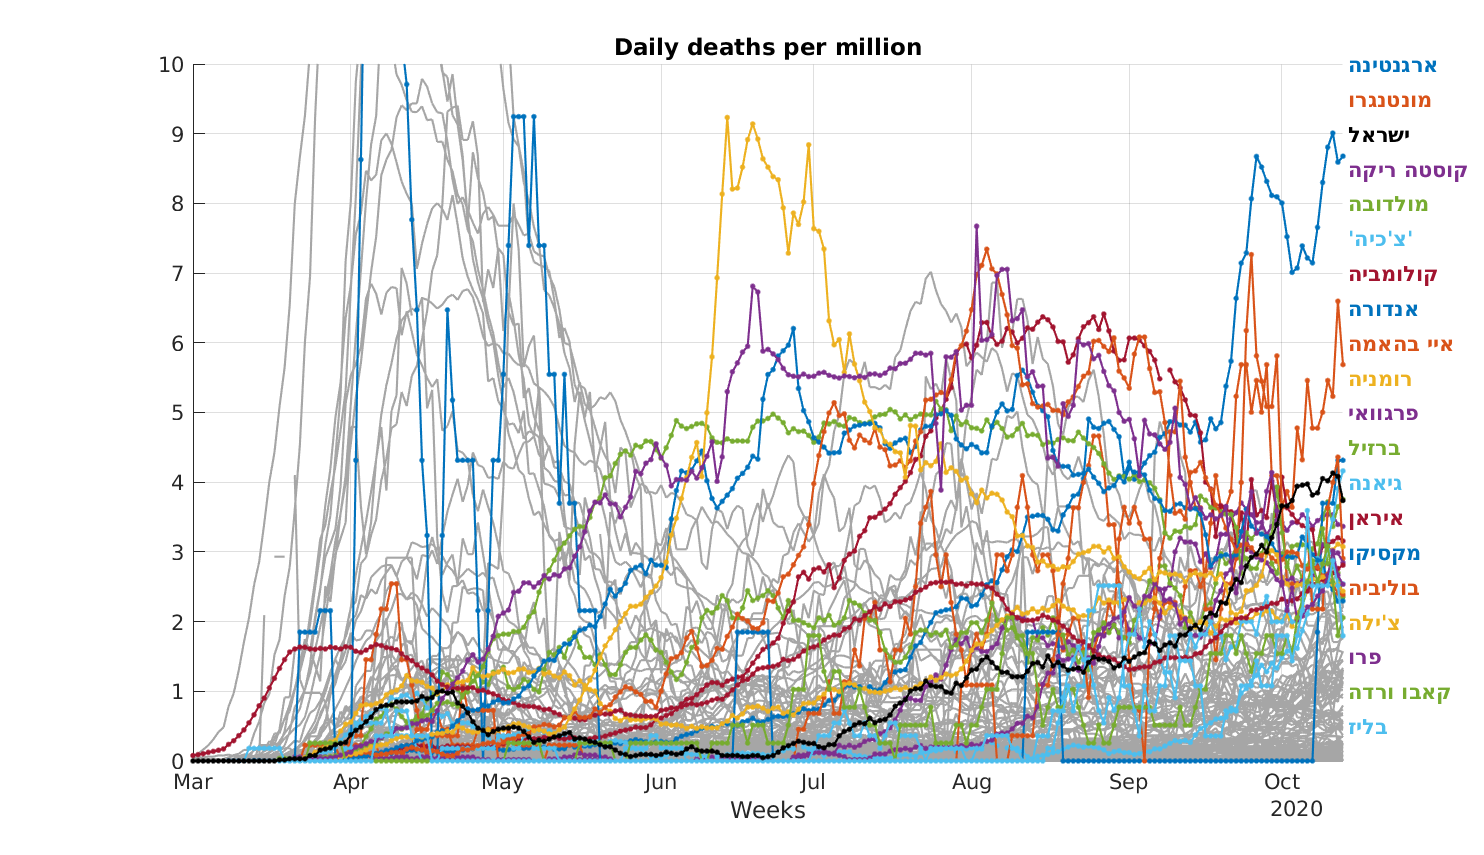 Daily deaths per million
10
9
8
7
6
5
4
3
2
1
0
Mar Apr May Jun Jul Aug Sep Oct
2020
Weeks
ארגנטינה
מונטנגרו
ישראל
קוסטה ריקה
מולדובה
צ'כיה'
קולומביה
אנדורה
איי בהאמה
רומניה
פרגוואי
ברזיל
גיאנה
איראן
מקסיקו
בוליביה
צ'ילה
פרו
קאבו ורדה
בליז